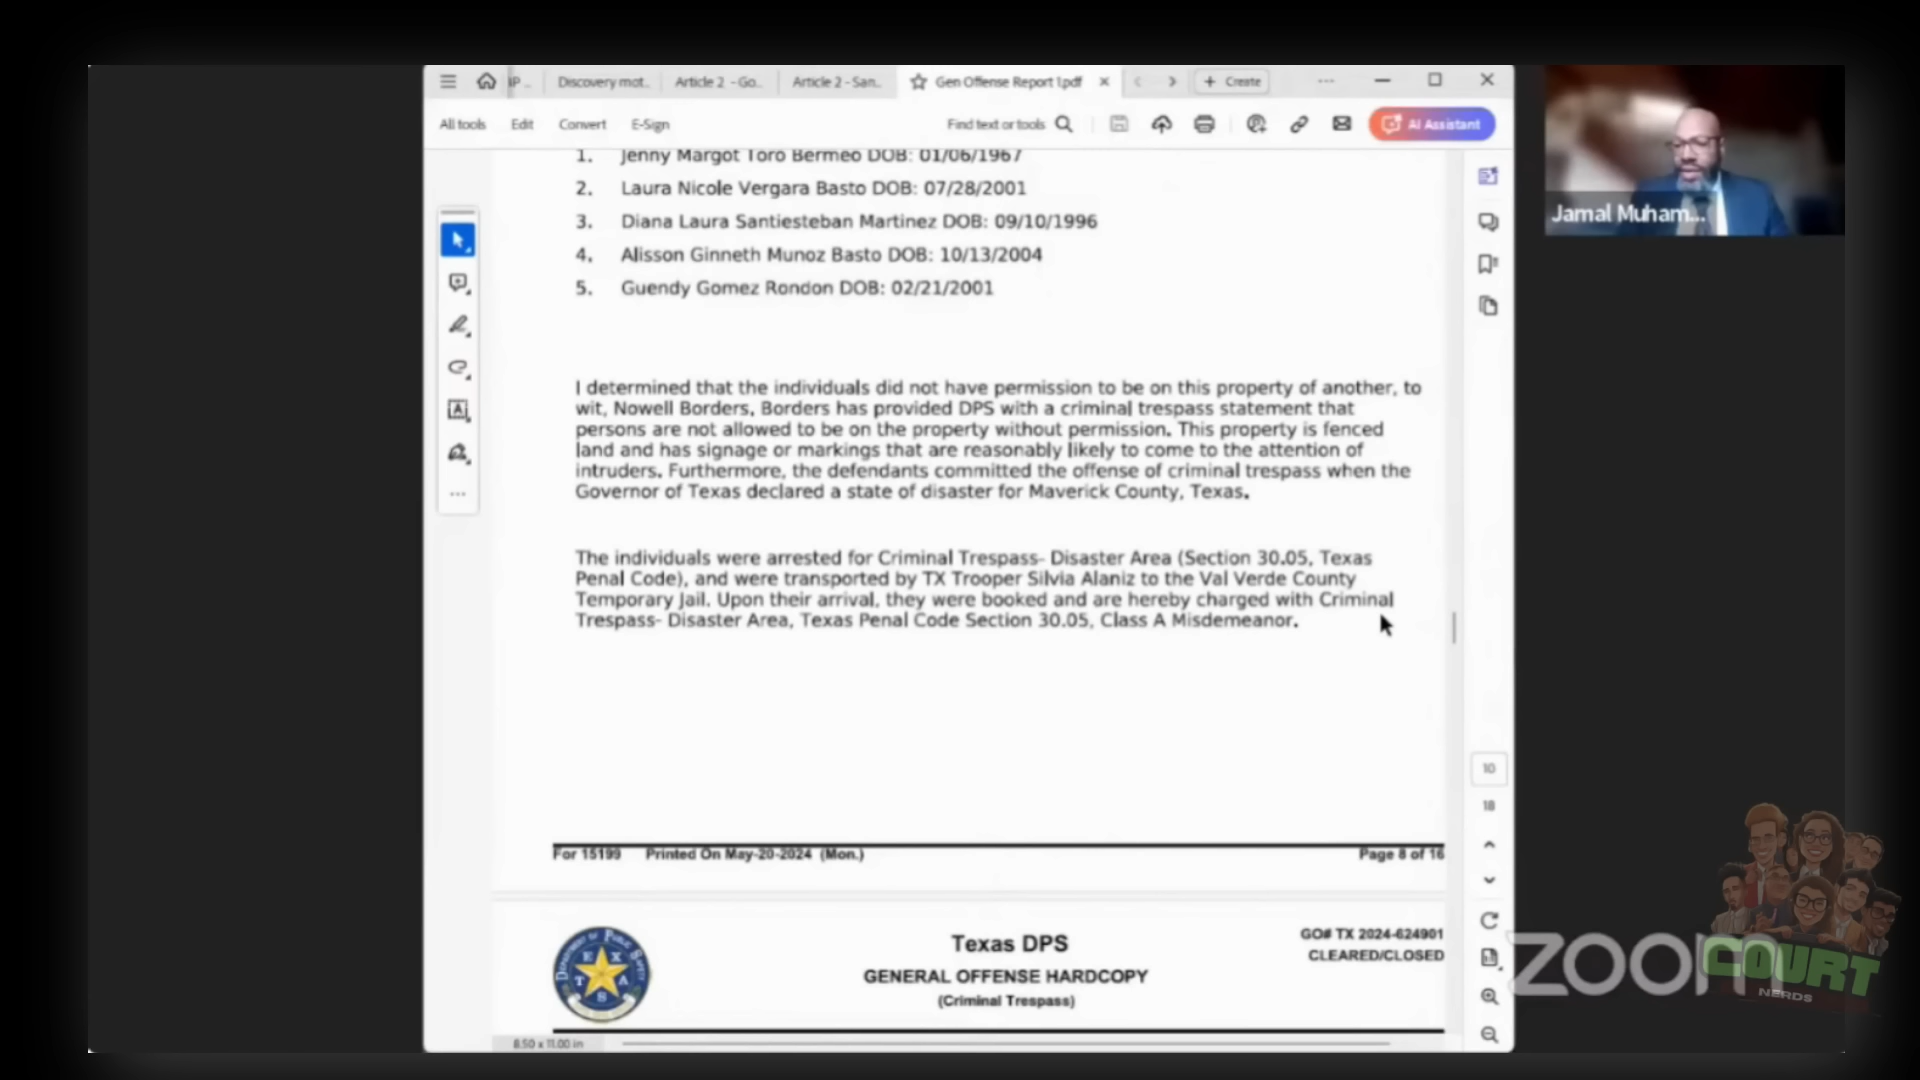 Discovery mot..
Article 2 - Go...
Article 2 - San...
Gen Offense Report 1.pdf
+ Create
All tools
Edit
Convert
E-Sign
Find text or tools
AI Assistant
Jamal Muham...
1. Jenny Margot Toro Bermeo DOB: 01/06/1967
2. Laura Nicole Vergara Basto DOB: 07/28/2001
3. Diana Laura Santiesteban Martinez DOB: 09/10/1996
4. Alisson Ginneth Munoz Basto DOB: 10/13/2004
5. Guendy Gomez Rondon DOB: 02/21/2001
I determined that the individuals did not have permission to be on this property of another, to
wit, Nowell Borders. Borders has provided DPS with a criminal trespass statement that
persons are not allowed to be on the property without permission. This property is fenced
land and has signage or markings that are reasonably likely to come to the attention of
intruders. Furthermore, the defendants committed the offense of criminal trespass when the
Governor of Texas declared a state of disaster for Maverick County, Texas.
The individuals were arrested for Criminal Trespass- Disaster Area (Section 30.05, Texas
Penal Code), and were transported by TX Trooper Silvia Alaniz to the Val Verde County
Temporary Jail. Upon their arrival, they were booked and are hereby charged with Criminal
Trespass- Disaster Area, Texas Penal Code Section 30.05, Class A Misdemeanor.
10
18
For 15199 Printed On May-20-2024 (Mon.)
Page 8 of 16
Texas DPS
GENERAL OFFENSE HARDCOPY
(Criminal Trespass)
GO# TX 2024-624901
CLEARED/CLOSED
TEXAS
8.50 x 11.00 in
zoom
COURT
NERDS